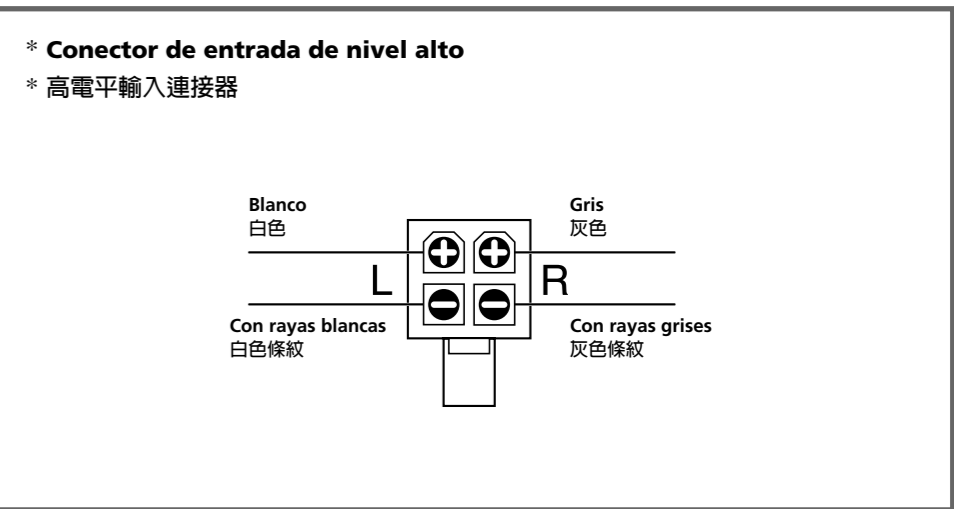 * Conector de entrada de nivel alto
* 高電平輸入連接器
Blanco
白色
Gris
灰色
L
R
Con rayas blancas
白色條紋
Con rayas grises
灰色條紋